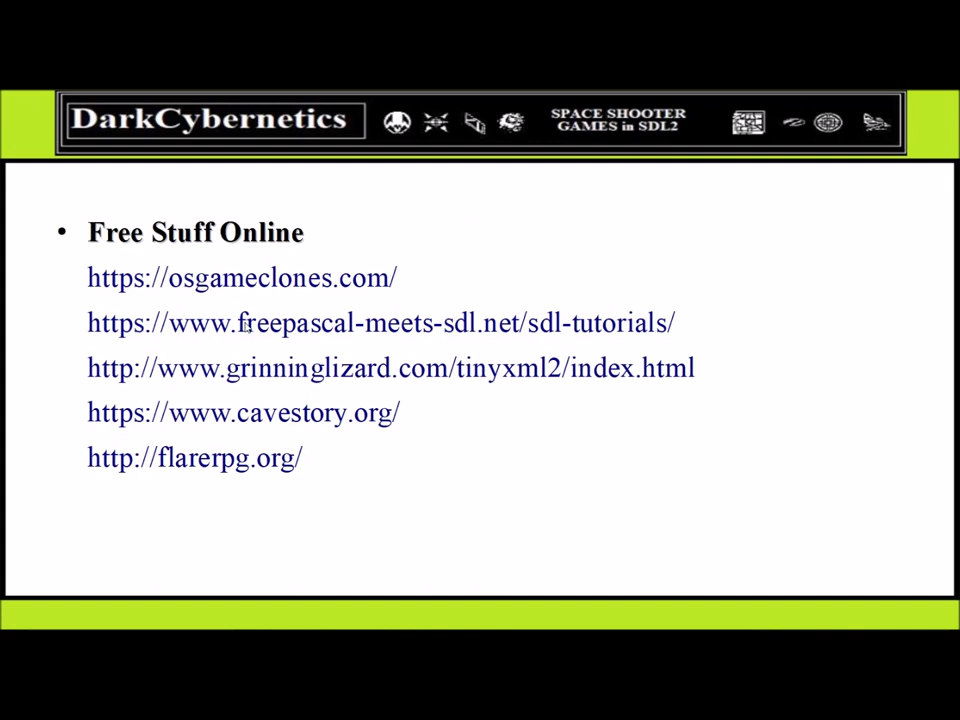 DarkCybernetics
SPACE SHOOTER
GAMES in SDL2
• Free Stuff Online
https://osgameclones.com/
https://www.freepascal-meets-sdl.net/sdl-tutorials/
http://www.grinninglizard.com/tinyxml2/index.html
https://www.cavestory.org/
http://flarerpg.org/